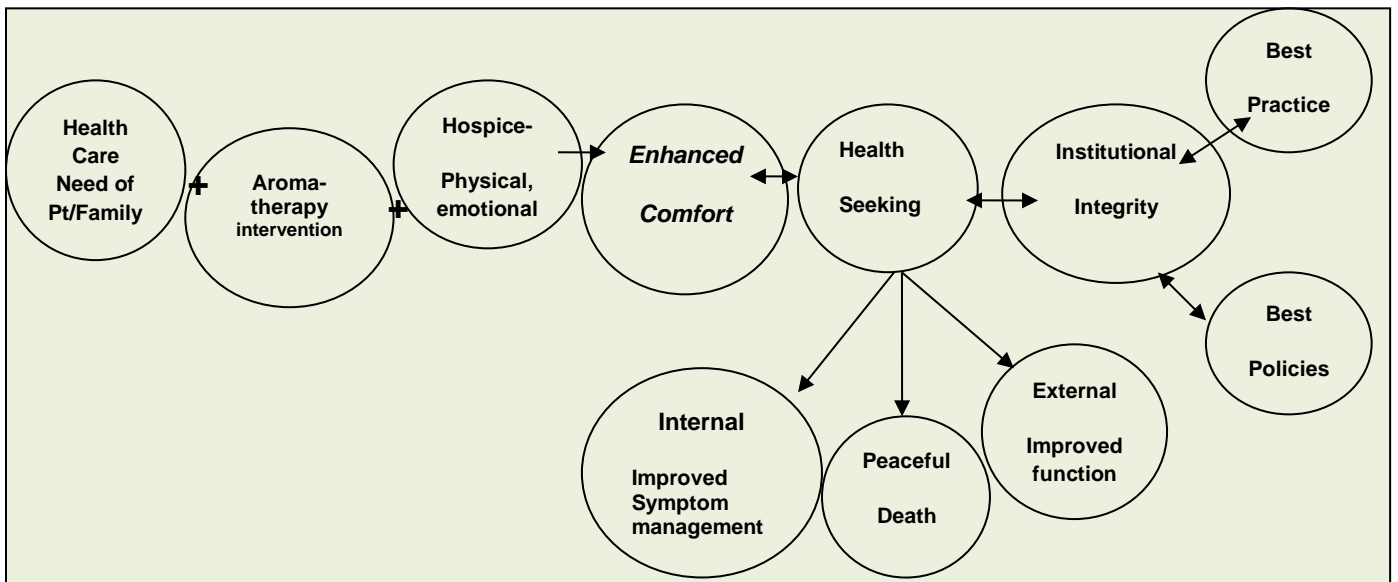 Health
Care
Need of
Pt/Family
+
Aroma-
therapy
intervention
+
Hospice-
Physical,
emotional
Enhanced
Comfort
Health
Seeking
Institutional
Integrity
Best
Practice
Best
Policies
Internal
Improved
Symptom
management
Peaceful
Death
External
Improved
function